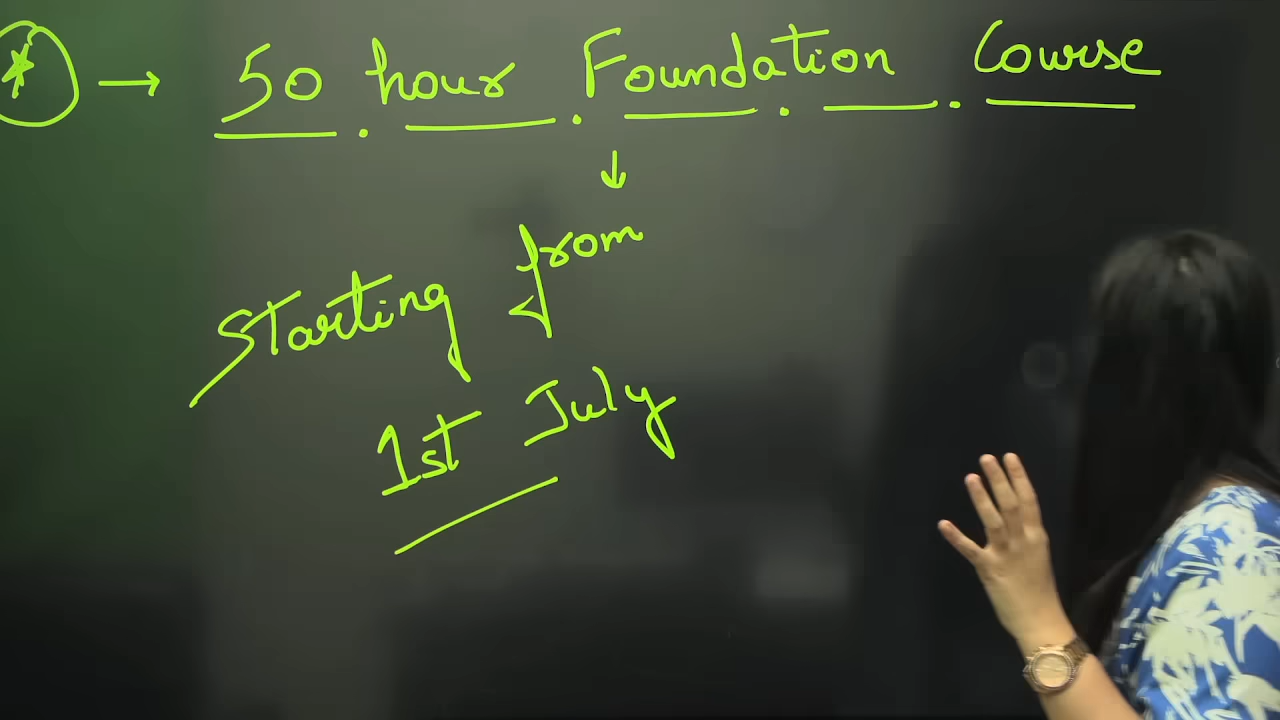 * → 50 hour Foundation Course
↓
Starting from
1st July